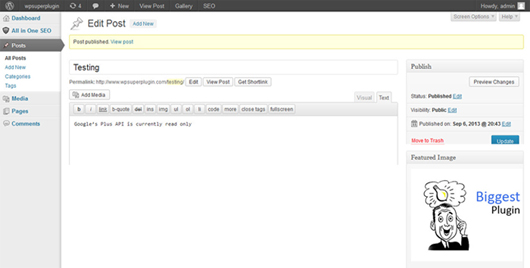 wpsuperplugin 4 New View Post Gallery SEO Howdy, admin
Screen Options Help
Dashboard
All in One SEO
Posts
All Posts
Add New
Categories
Tags
Media
Pages
Comments
Edit Post Add New
Post published. View post
Testing
Permalink: http://www.wpsuperplugin.com/testing/ Edit View Post Get Shortlink
Add Media
Visual Text
b i link b-quote del ins img ul ol li code more close tags fullscreen
Google's Plus API is currently read only
Publish
Preview Changes
Status: Published Edit
Visibility: Public Edit
Published on: Sep 6, 2013 @ 20:43 Edit
Move to Trash Update
Featured Image
Biggest
Plugin